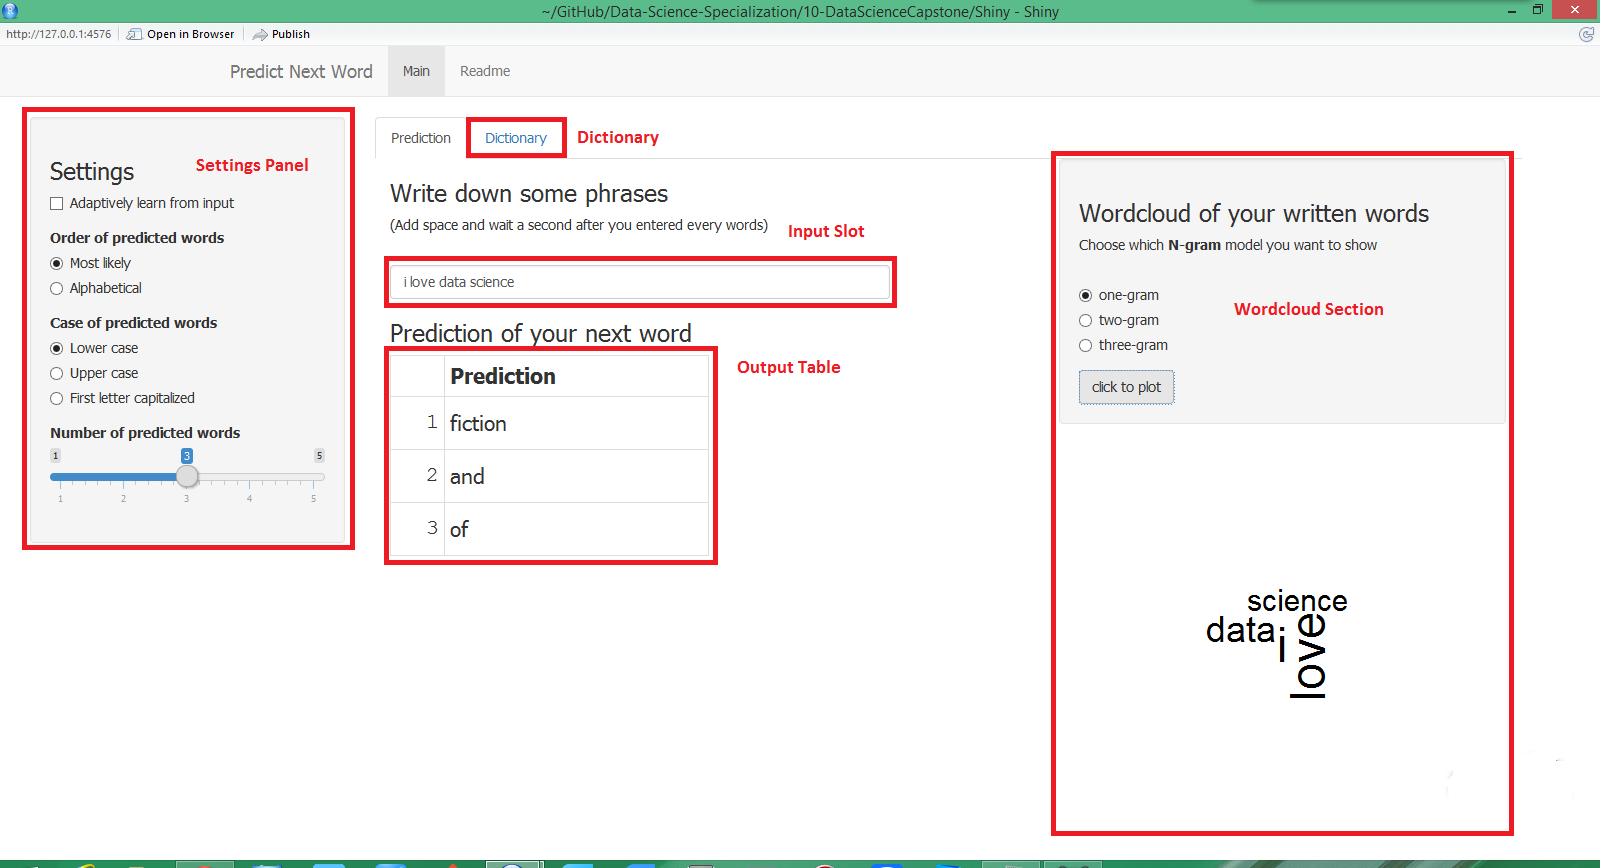 ~/GitHub/Data-Science-Specialization/10-DataScienceCapstone/Shiny - Shiny
http://127.0.0.1:4576 Open in Browser Publish
Predict Next Word Main Readme
Settings
Settings Panel
Adaptively learn from input
Order of predicted words
Most likely
Alphabetical
Case of predicted words
Lower case
Upper case
First letter capitalized
Number of predicted words
1 3 5
1 2 3 4 5
Prediction Dictionary Dictionary
Write down some phrases
(Add space and wait a second after you entered every words)
Input Slot
i love data science
Prediction of your next word
Output Table
Prediction
1 fiction
2 and
3 of
Wordcloud of your written words
Choose which N-gram model you want to show
one-gram
two-gram
three-gram
Wordcloud Section
click to plot
science
data
i
love